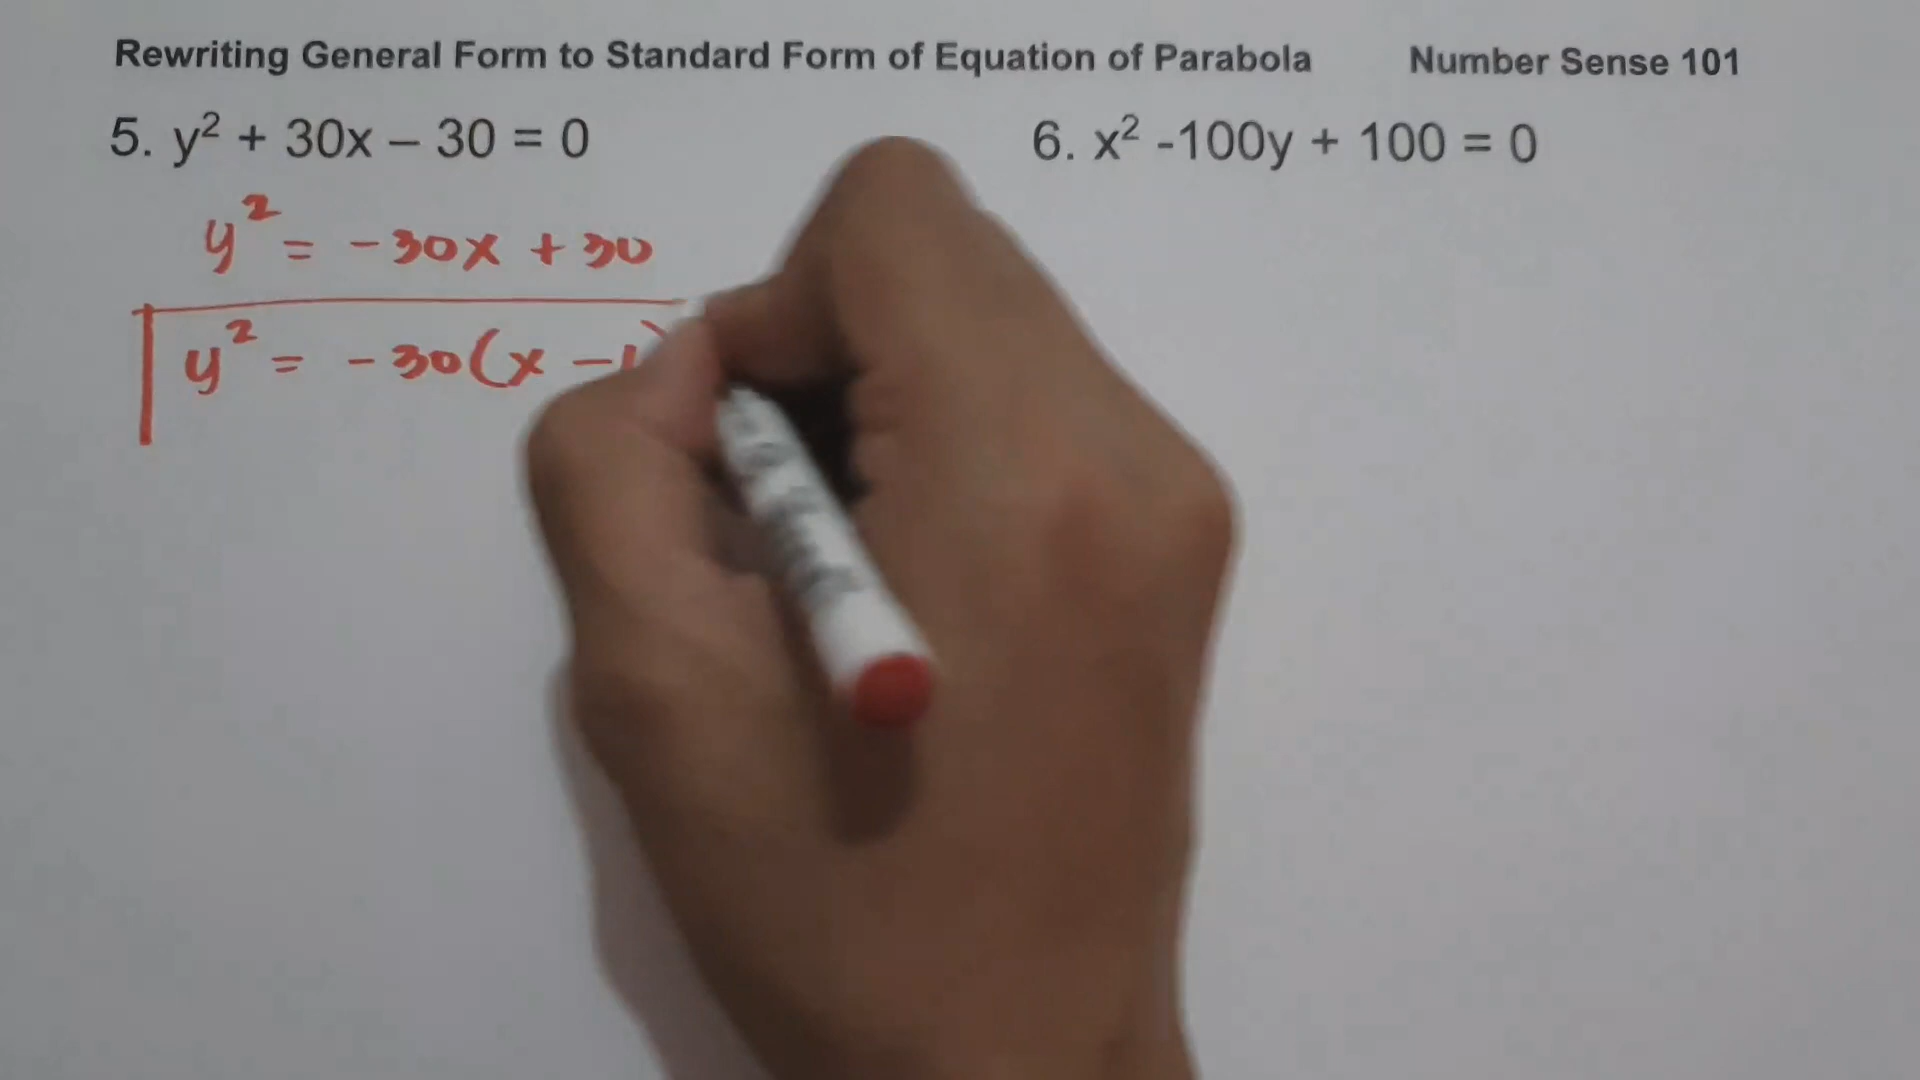 Rewriting General Form to Standard Form of Equation of Parabola
Number Sense 101
5. y² + 30x – 30 = 0
6. x² -100y + 100 = 0
y² = -30x + 30
y² = -30(x - 1)